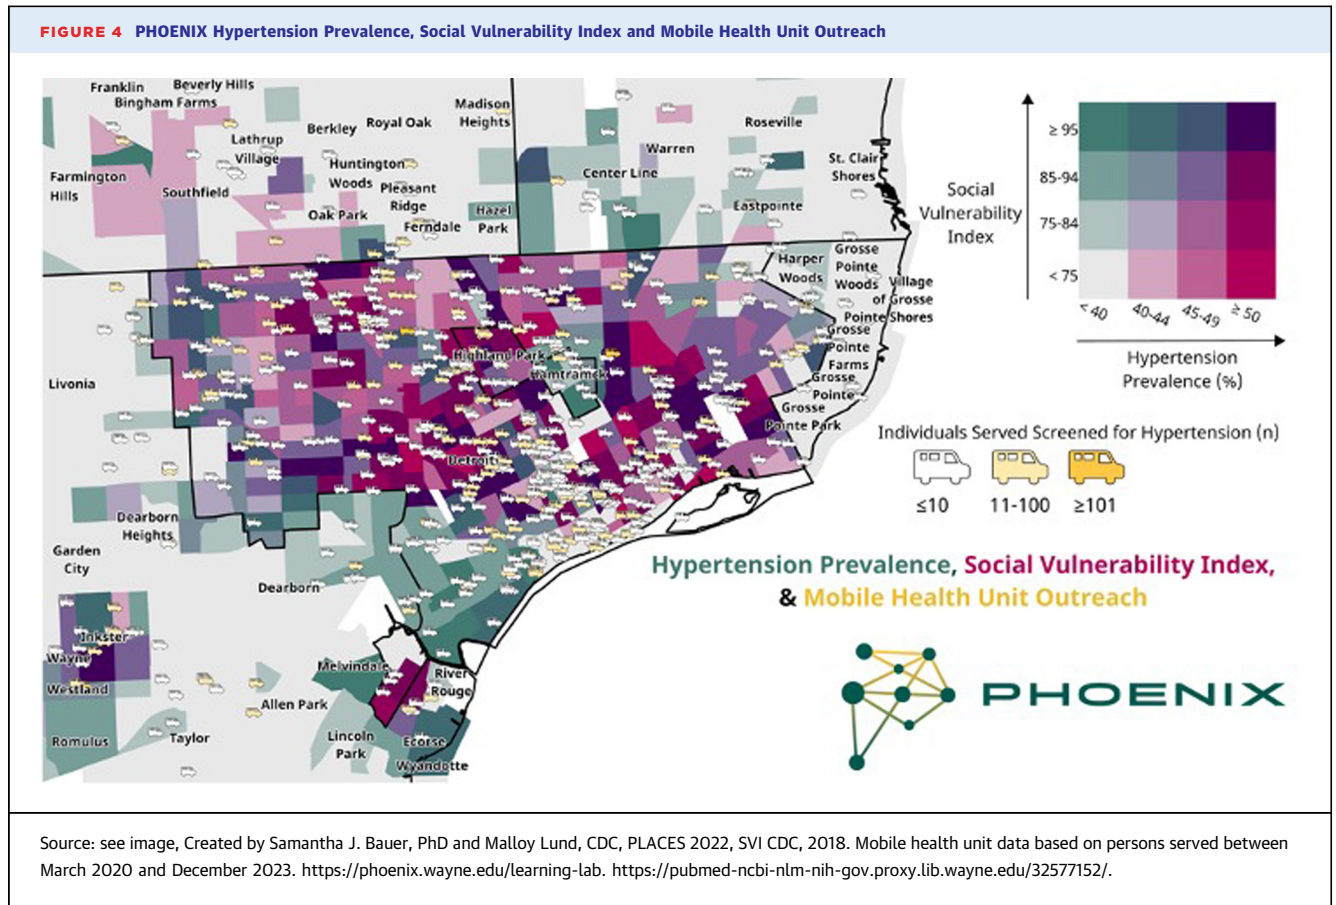 FIGURE 4 PHOENIX Hypertension Prevalence, Social Vulnerability Index and Mobile Health Unit Outreach
Franklin
Beverly Hills
Bingham Farms
Madison
Heights
Berkley
Royal Oak
Roseville
Lathrup
Village
Warren
Huntington
Woods
Center Line
St. Clair
Shores
Farmington
Hills
Southfield
Pleasant
Ridge
Oak Park
Hazel
Park
Eastpointe
Ferndale
Harper
Woods
Grosse
Pointe
Woods
Village
of Grosse
Pointe Shores
Grosse
Pointe
Farms
Highland Park
Hamtramck
Livonia
Grosse
Pointe
Grosse
Pointe Park
Detroit
Dearborn
Heights
Garden
City
Dearborn
Inkster
Wayne
Westland
Melvindale
River
Rouge
Allen Park
Romulus
Taylor
Lincoln
Park
Ecorse
Wyandotte
Social
Vulnerability
Index
≥ 95
85-94
75-84
< 75
< 40
40-44
45-49
≥ 50
Hypertension
Prevalence (%)
Individuals Served Screened for Hypertension (n)
≤10
11-100
≥101
Hypertension Prevalence, Social Vulnerability Index,
& Mobile Health Unit Outreach
PHOENIX
Source: see image, Created by Samantha J. Bauer, PhD and Malloy Lund, CDC, PLACES 2022, SVI CDC, 2018. Mobile health unit data based on persons served between
March 2020 and December 2023. https://phoenix.wayne.edu/learning-lab. https://pubmed-ncbi-nlm-nih-gov.proxy.lib.wayne.edu/32577152/.